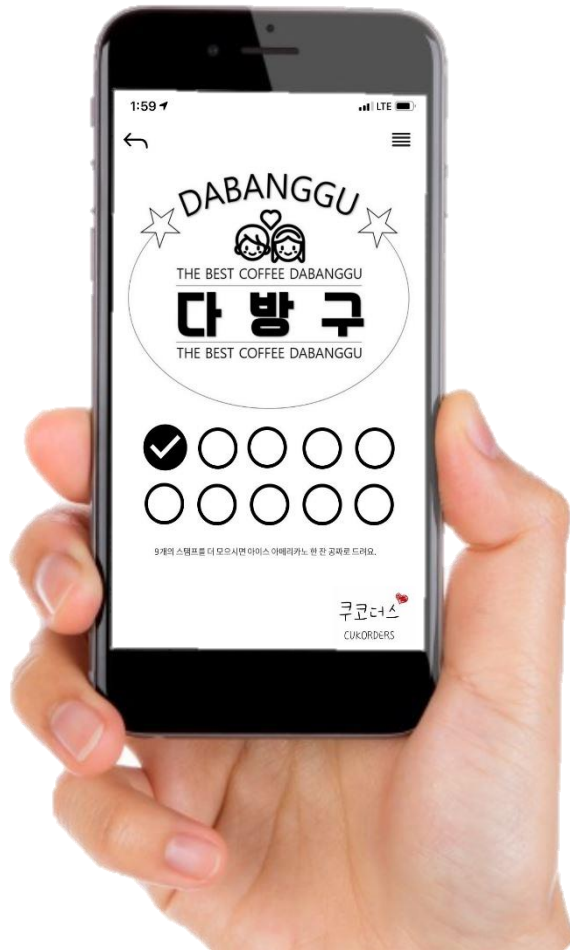 1:59
LTE
DABANGGU
THE BEST COFFEE DABANGGU
다방구
THE BEST COFFEE DABANGGU
9개의 스탬프를 더 모으시면 아이스 아메리카노 한 잔 공짜로 드려요.
쿠코더스
CUKORDERS